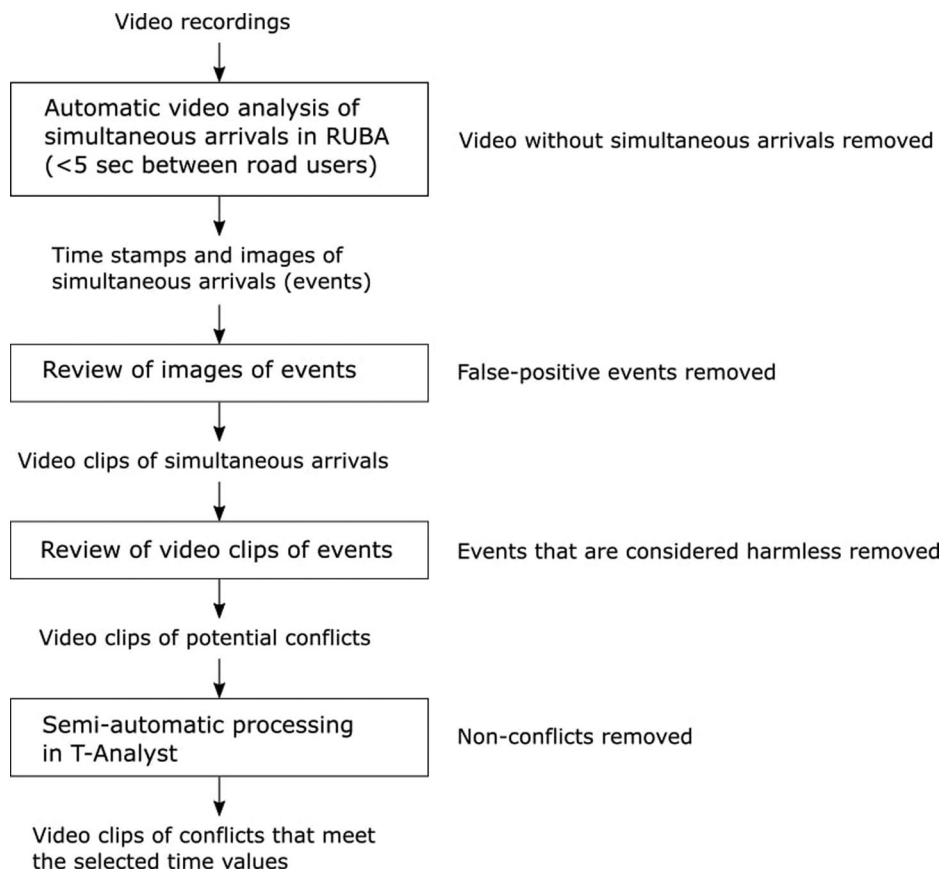 Video recordings
Automatic video analysis of
simultaneous arrivals in RUBA
(<5 sec between road users)
Video without simultaneous arrivals removed
Time stamps and images of
simultaneous arrivals (events)
Review of images of events
False-positive events removed
Video clips of simultaneous arrivals
Review of video clips of events
Events that are considered harmless removed
Video clips of potential conflicts
Semi-automatic processing
in T-Analyst
Non-conflicts removed
Video clips of conflicts that meet
the selected time values